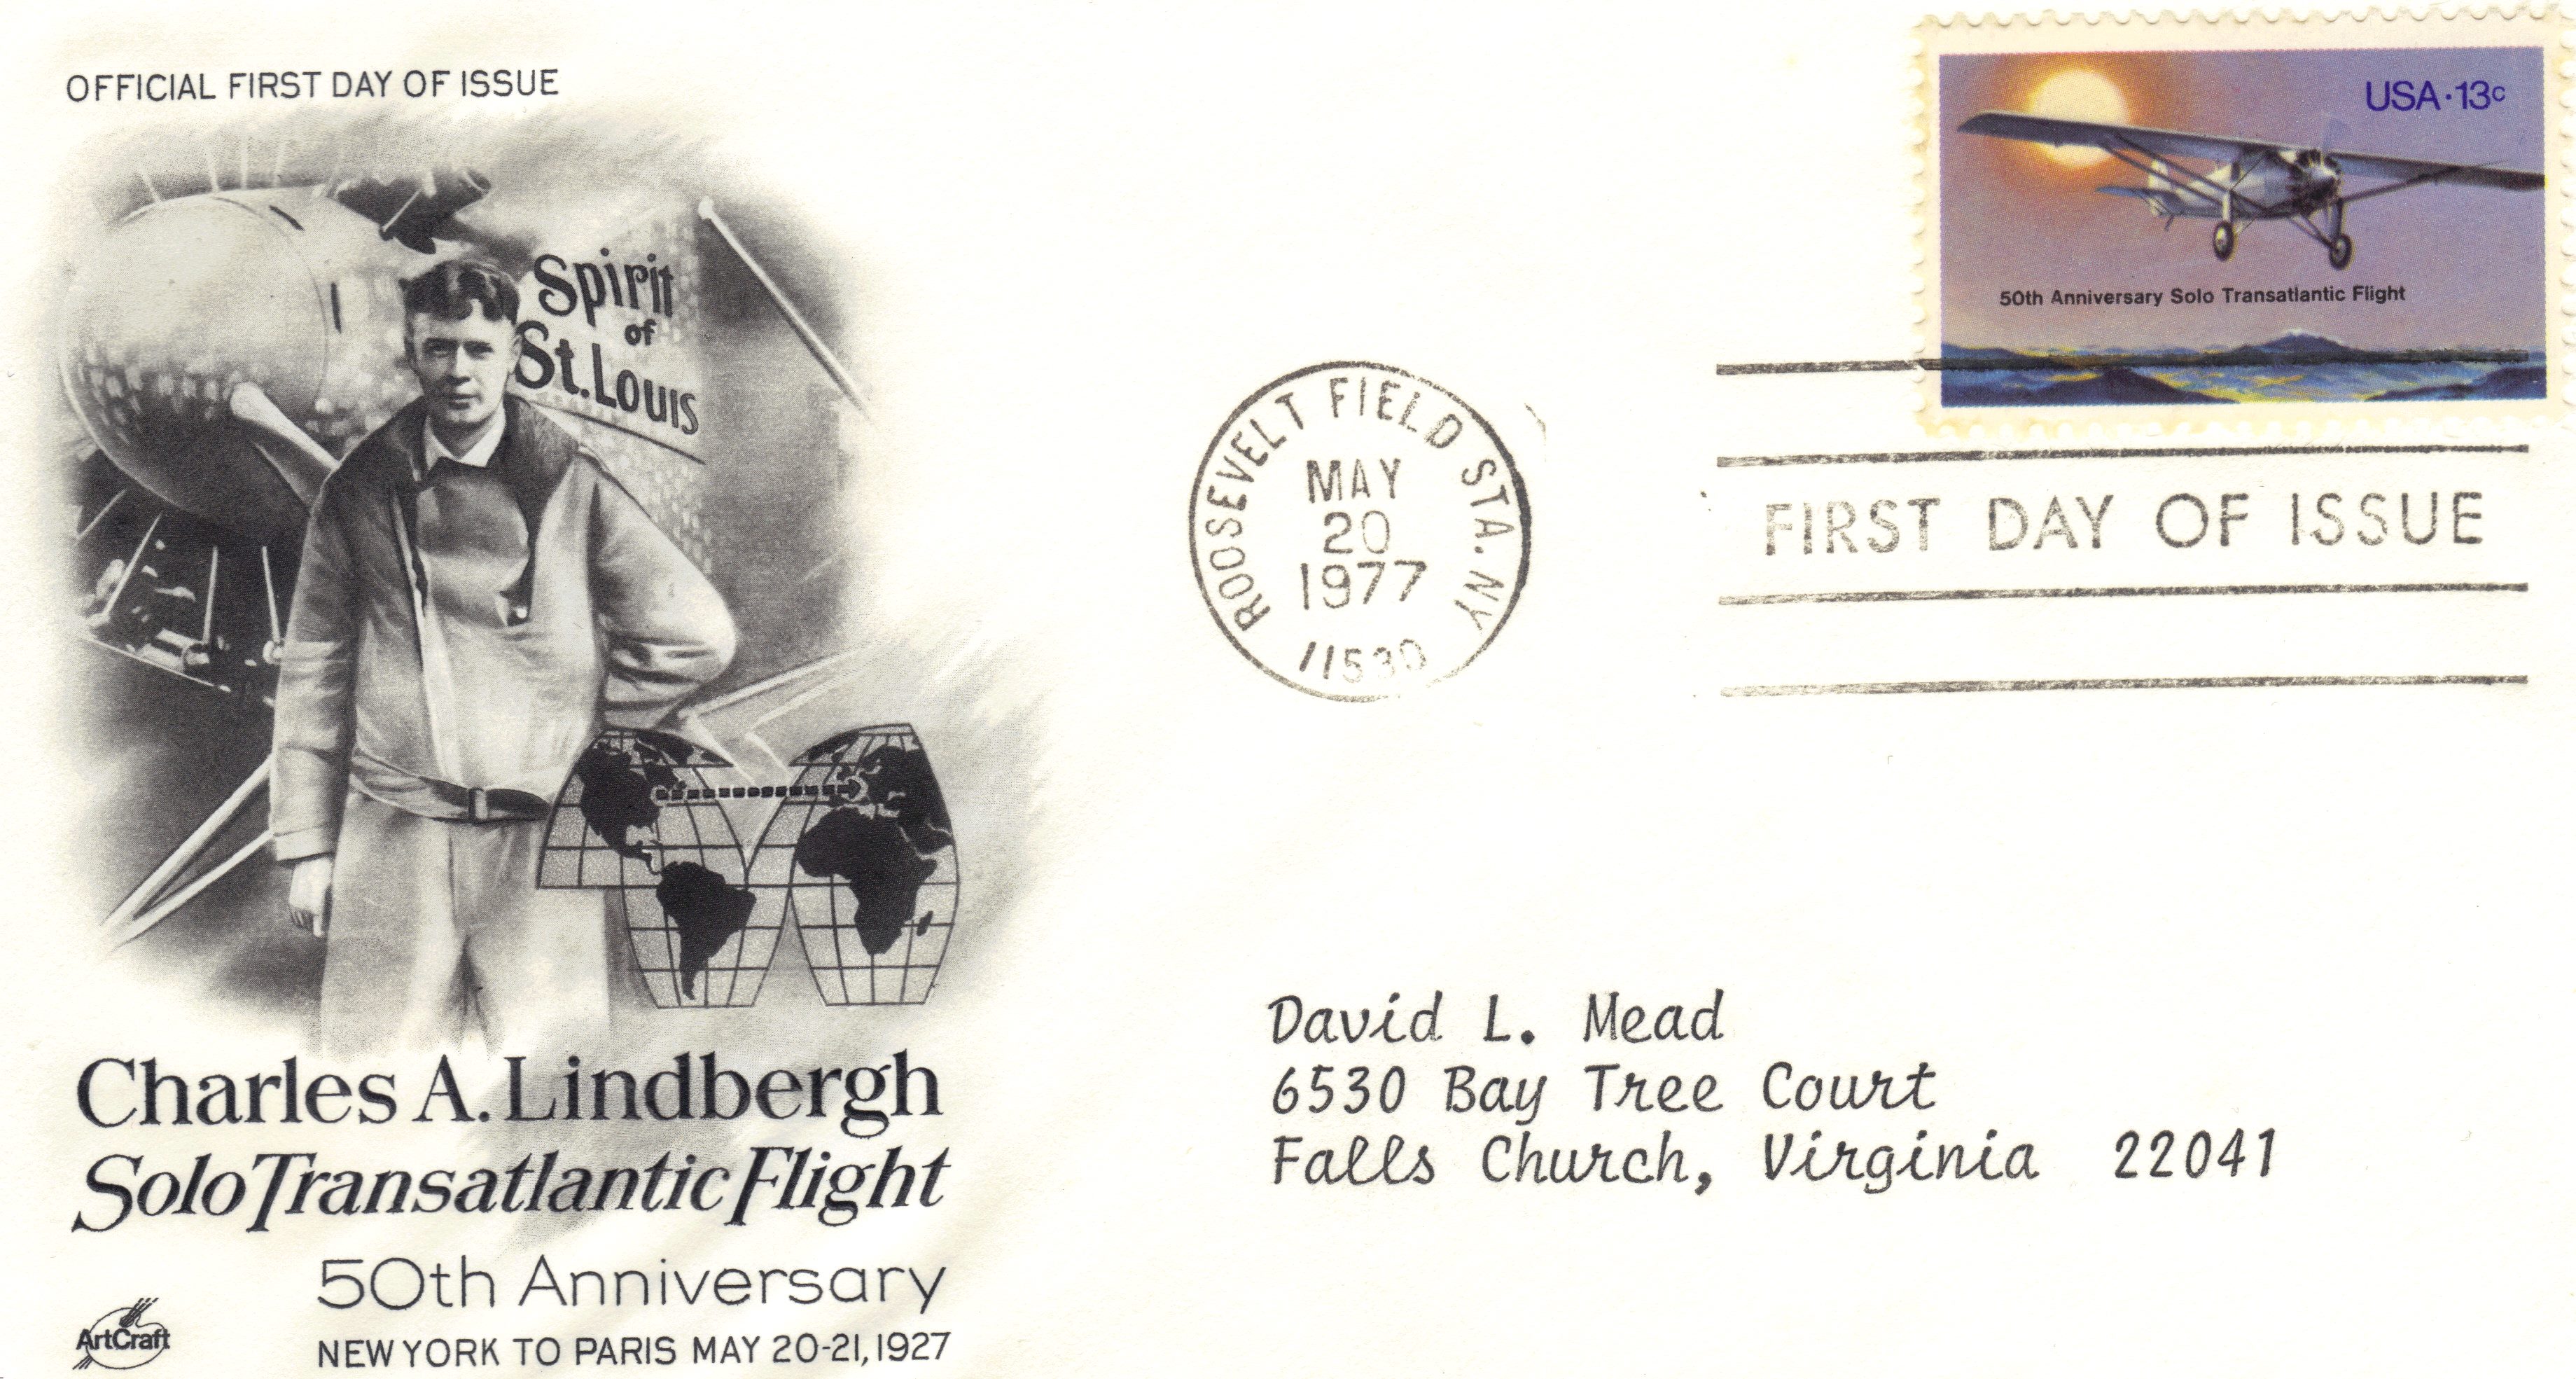 OFFICIAL FIRST DAY OF ISSUE
Spirit
of
St. Louis
Charles A. Lindbergh
Solo Transatlantic Flight
50th Anniversary
NEW YORK TO PARIS MAY 20-21, 1927
ArtCraft
USA·13c
50th Anniversary Solo Transatlantic Flight
ROOSEVELT FIELD STA. NY
MAY
20
1977
11530
FIRST DAY OF ISSUE
David L. Mead
6530 Bay Tree Court
Falls Church, Virginia 22041